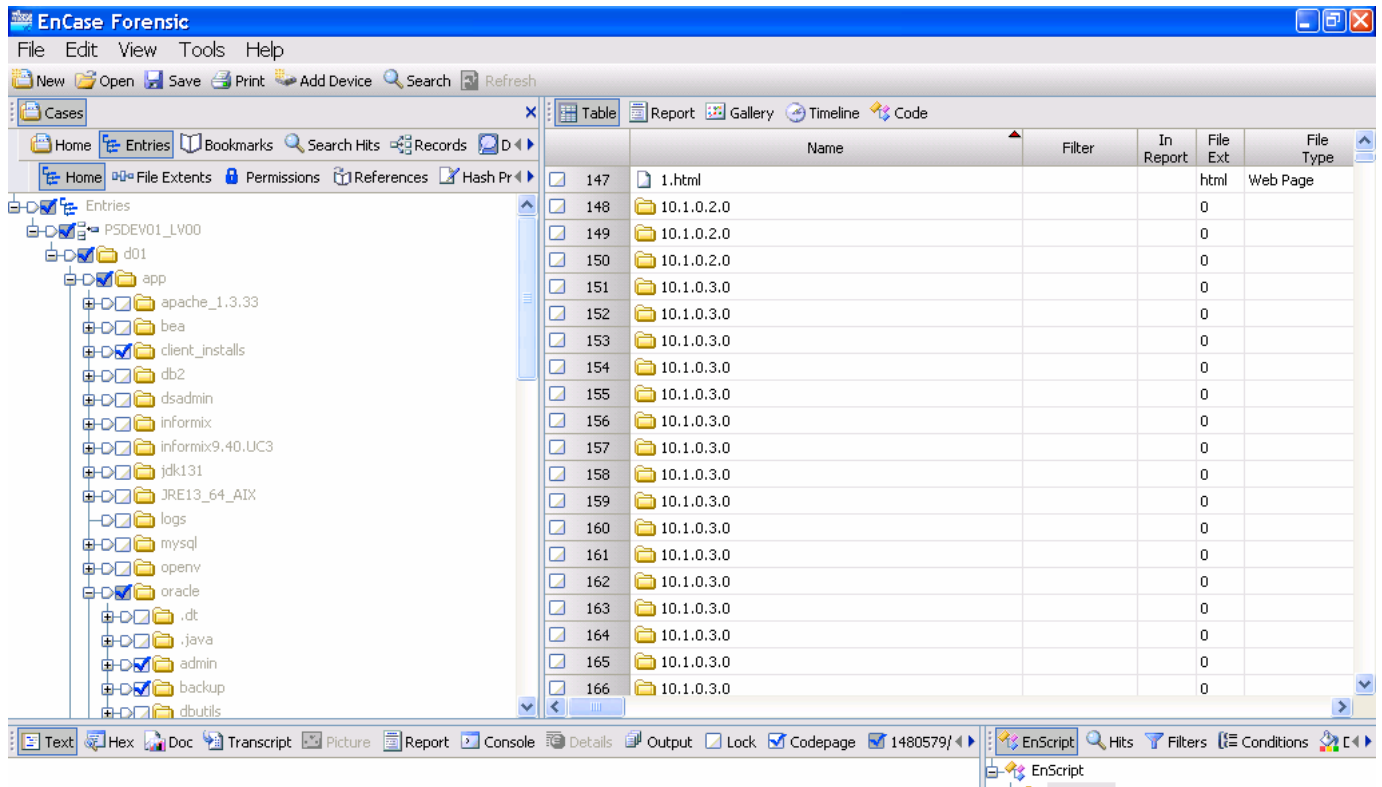 EnCase Forensic
File Edit View Tools Help
New Open Save Print Add Device Search Refresh
Cases
Home Entries Bookmarks Search Hits Records D
Home File Extents Permissions References Hash Pr
Entries
PSDEV01_LV00
d01
app
apache_1.3.33
bea
client_installs
db2
dsadmin
informix
informix9.40.UC3
jdk131
JRE13_64_AIX
logs
mysql
openv
oracle
.dt
.java
admin
backup
dbutils
Table Report Gallery Timeline Code
Name Filter In Report File Ext File Type
147 1.html html Web Page
148 10.1.0.2.0 0
149 10.1.0.2.0 0
150 10.1.0.2.0 0
151 10.1.0.3.0 0
152 10.1.0.3.0 0
153 10.1.0.3.0 0
154 10.1.0.3.0 0
155 10.1.0.3.0 0
156 10.1.0.3.0 0
157 10.1.0.3.0 0
158 10.1.0.3.0 0
159 10.1.0.3.0 0
160 10.1.0.3.0 0
161 10.1.0.3.0 0
162 10.1.0.3.0 0
163 10.1.0.3.0 0
164 10.1.0.3.0 0
165 10.1.0.3.0 0
166 10.1.0.3.0 0
Text Hex Doc Transcript Picture Report Console Details Output Lock Codepage 1480579/
EnScript Hits Filters Conditions
EnScript